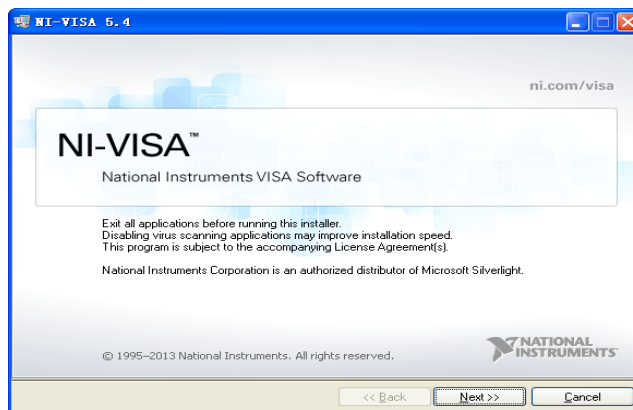 NI-VISA 5.4
ni.com/visa
NI-VISA™
National Instruments VISA Software
Exit all applications before running this installer.
Disabling virus scanning applications may improve installation speed.
This program is subject to the accompanying License Agreement(s).
National Instruments Corporation is an authorized distributor of Microsoft Silverlight.
© 1995–2013 National Instruments. All rights reserved.
NATIONAL
INSTRUMENTS
<< Back Next >> Cancel